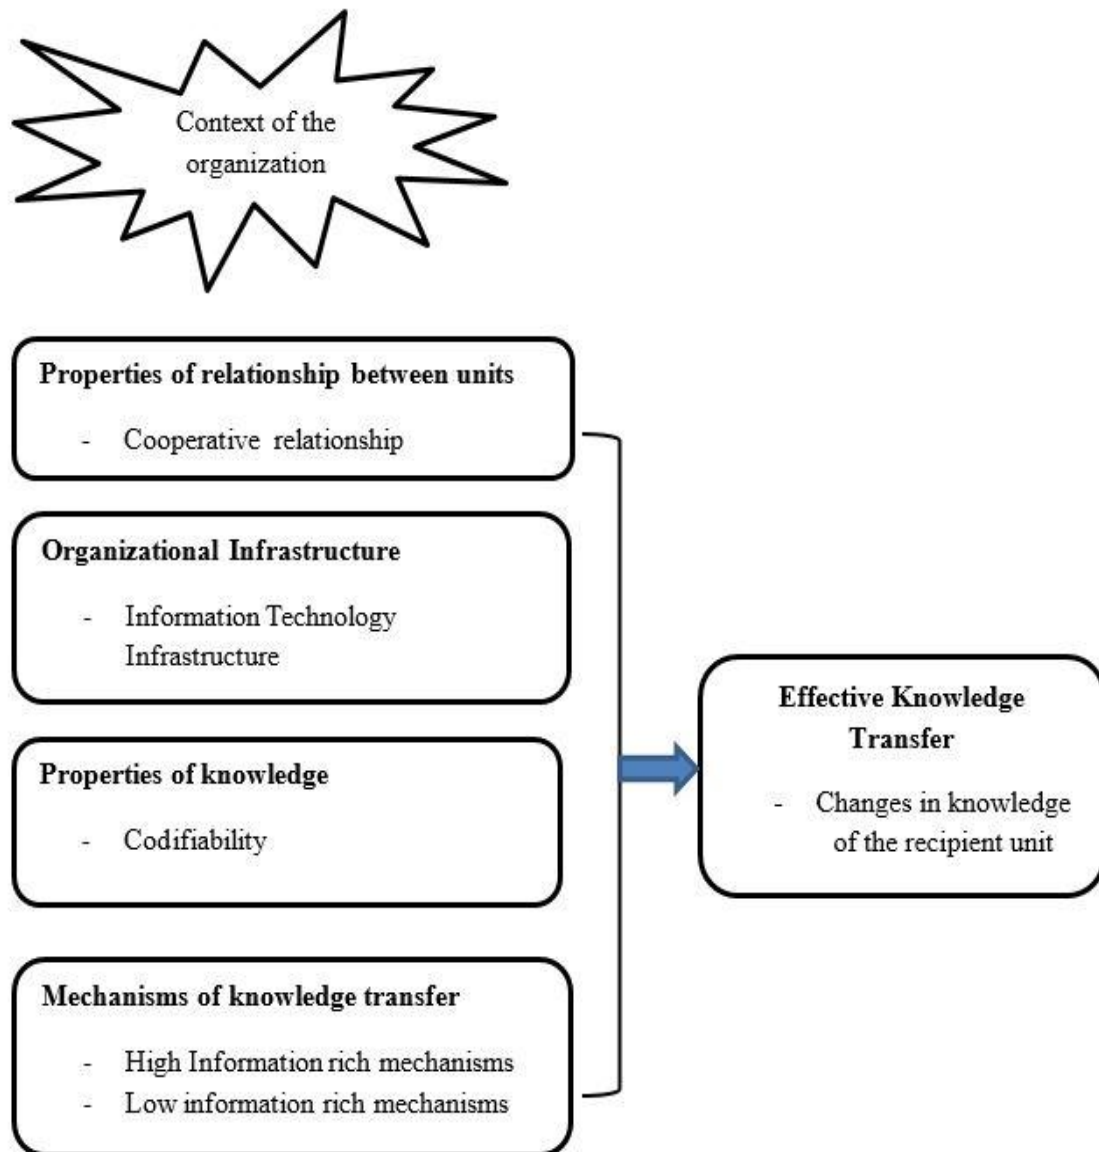 Context of the
organization
Properties of relationship between units
- Cooperative relationship
Organizational Infrastructure
- Information Technology
Infrastructure
Properties of knowledge
- Codifiability
Mechanisms of knowledge transfer
- High Information rich mechanisms
- Low information rich mechanisms
Effective Knowledge
Transfer
- Changes in knowledge
of the recipient unit